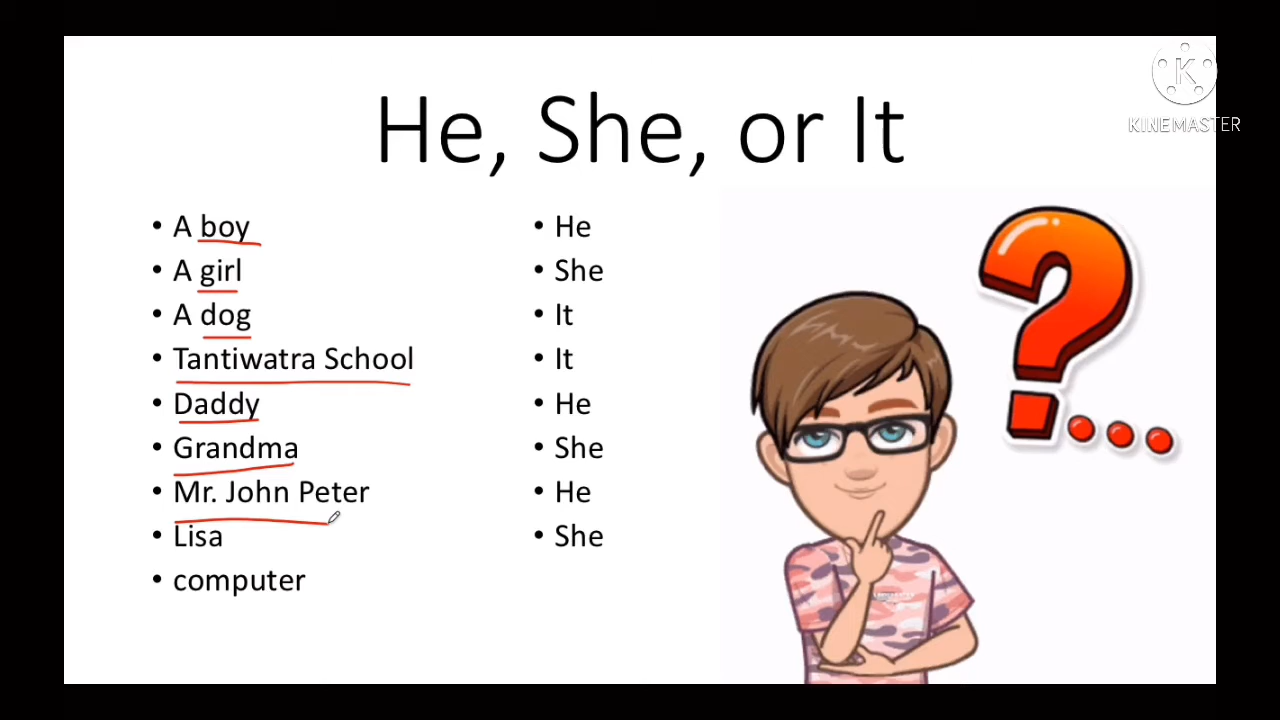 KINEMASTER
He, She, or It
• A boy
• A girl
• A dog
• Tantiwatra School
• Daddy
• Grandma
• Mr. John Peter
• Lisa
• computer
• He
• She
• It
• It
• He
• She
• He
• She